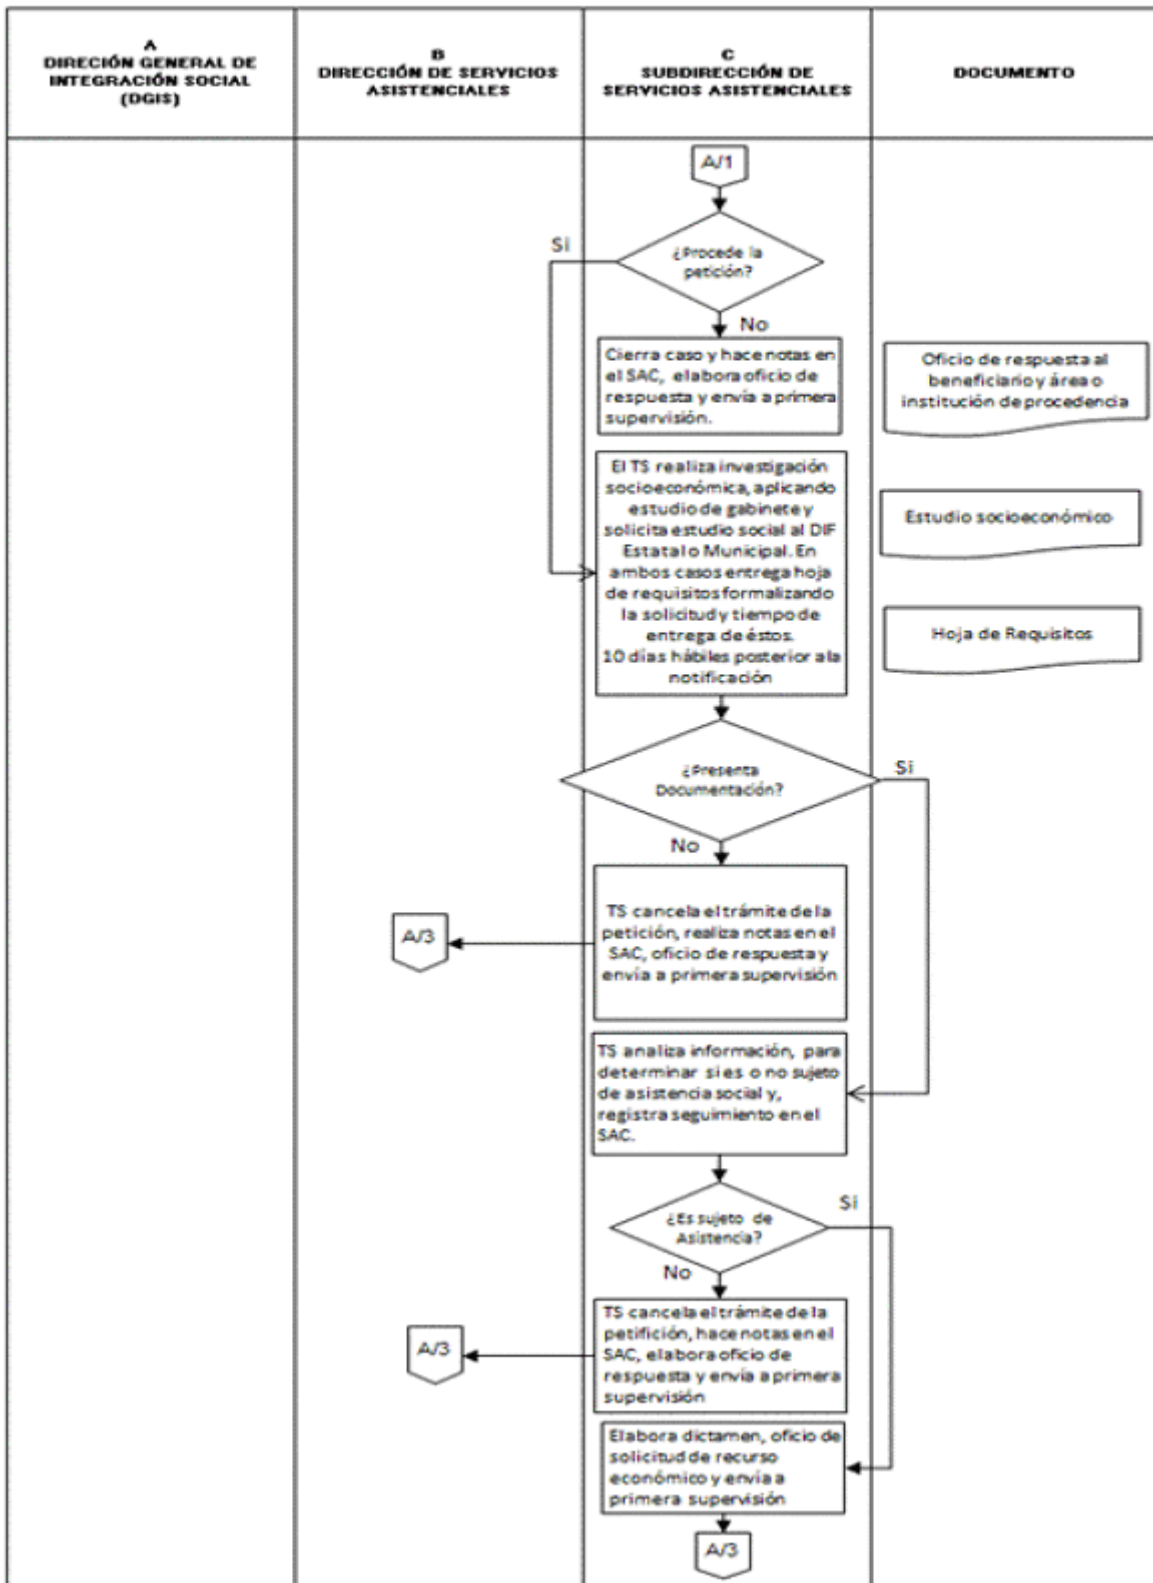 A
DIRECIÓN GENERAL DE
INTEGRACIÓN SOCIAL
(DGIS)
B
DIRECCIÓN DE SERVICIOS
ASISTENCIALES
C
SUBDIRECCIÓN DE
SERVICIOS ASISTENCIALES
DOCUMENTO
A/1
¿Procede la
petición?
Si
No
Cierra caso y hace notas en
el SAC, elabora oficio de
respuesta y envía a primera
supervisión.
Oficio de respuesta al
beneficiario y área o
institución de procedencia
El TS realiza investigación
socioeconómica, aplicando
estudio de gabinete y
solicita estudio social al DIF
Estatal o Municipal. En
ambos casos entrega hoja
de requisitos formalizando
la solicitud y tiempo de
entrega de éstos.
10 días hábiles posterior a la
notificación
Estudio socioeconómico
Hoja de Requisitos
¿Presenta
Documentación?
Si
No
TS cancela el trámite de la
petición, realiza notas en el
SAC, oficio de respuesta y
envía a primera supervisión
A/3
TS analiza información, para
determinar si es o no sujeto
de asistencia social y,
registra seguimiento en el
SAC.
¿Es sujeto de
Asistencia?
Si
No
TS cancela el trámite de la
petifición, hace notas en el
SAC, elabora oficio de
respuesta y envía a primera
supervisión
A/3
Elabora dictamen, oficio de
solicitud de recurso
económico y envía a
primera supervisión
A/3